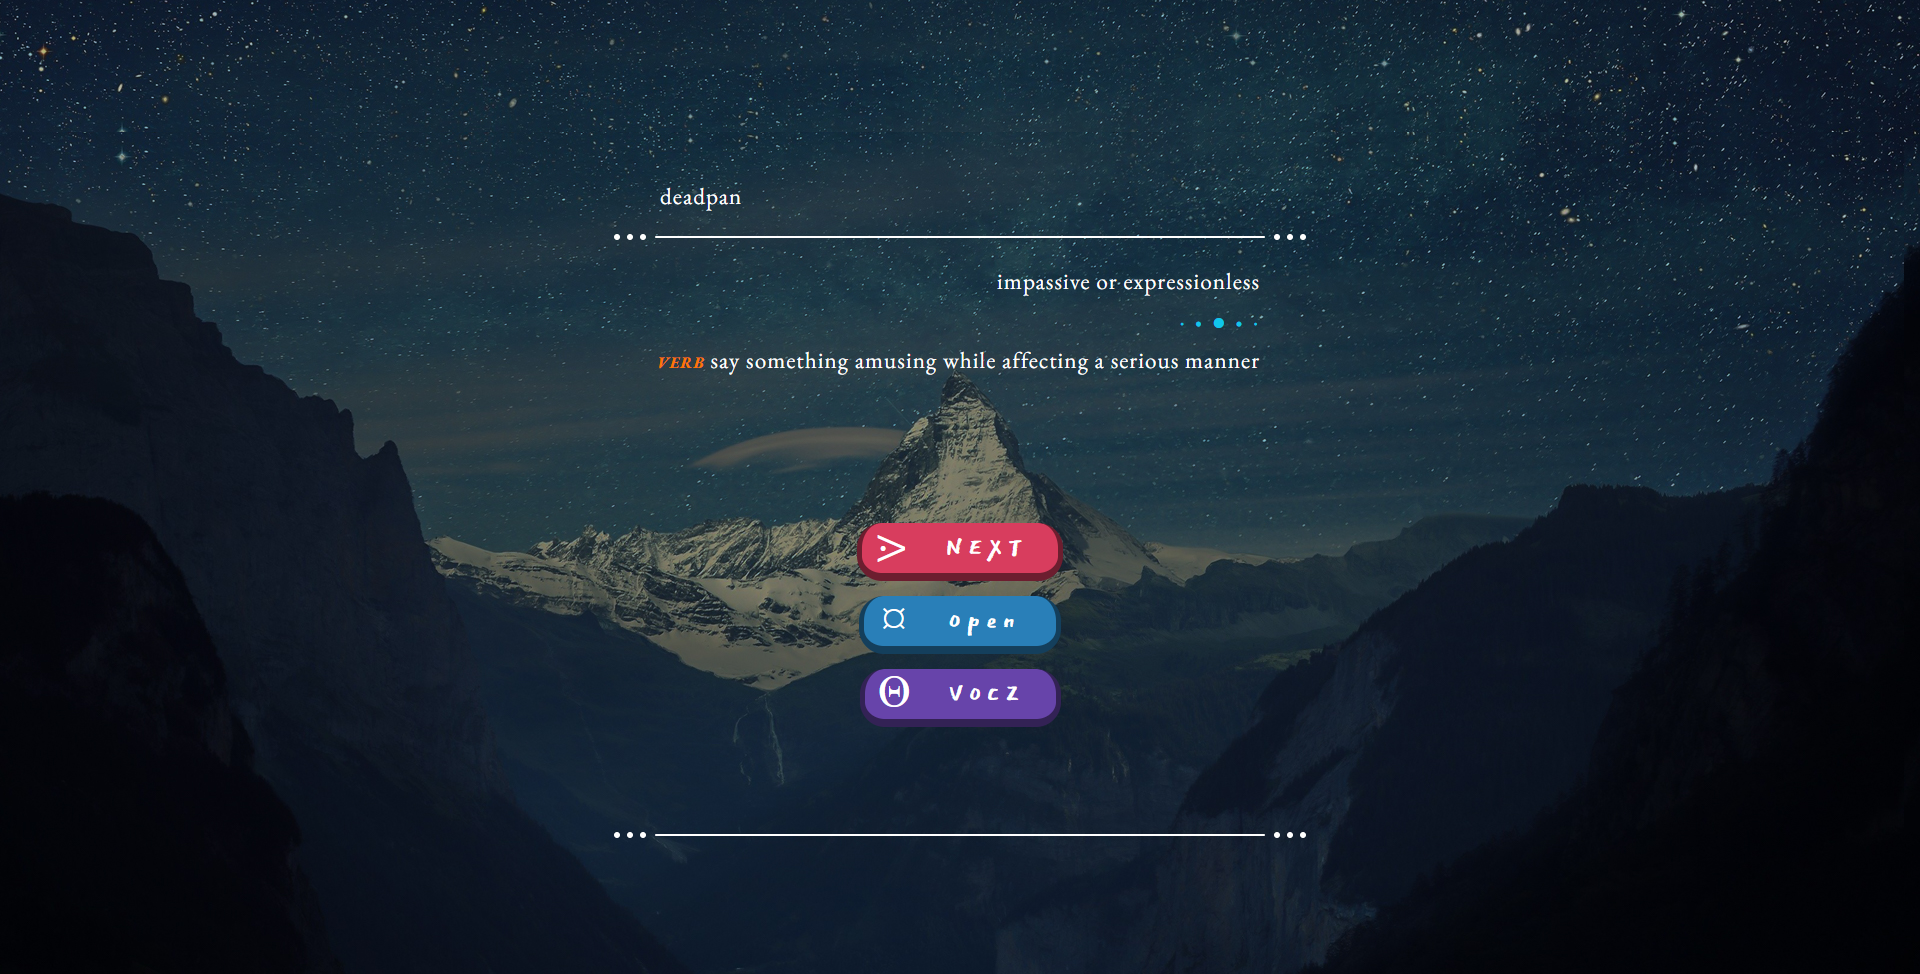 deadpan
impassive or expressionless
VERB say something amusing while affecting a serious manner
NEXT
Open
VocZ